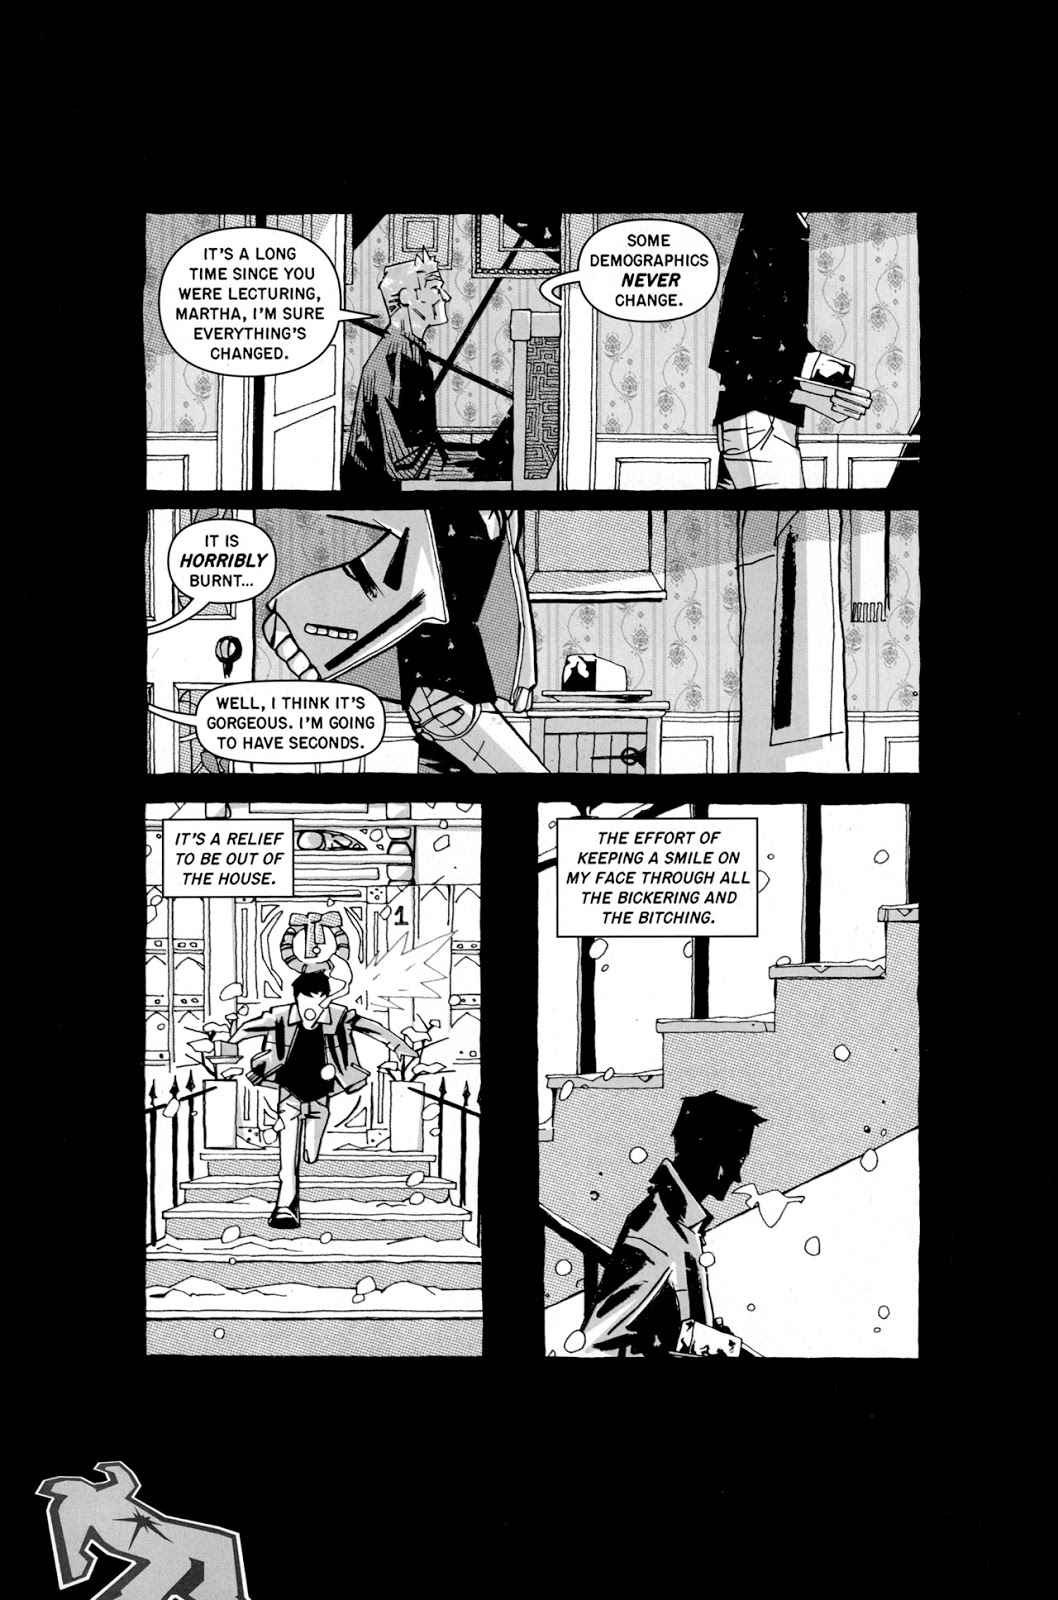 IT'S A LONG
TIME SINCE YOU
WERE LECTURING,
MARTHA, I'M SURE
EVERYTHING'S
CHANGED.
SOME
DEMOGRAPHICS
NEVER
CHANGE.
IT IS
HORRIBLY
BURNT...
WELL, I THINK IT'S
GORGEOUS. I'M GOING
TO HAVE SECONDS.
IT'S A RELIEF
TO BE OUT OF
THE HOUSE.
1
THE EFFORT OF
KEEPING A SMILE ON
MY FACE THROUGH ALL
THE BICKERING AND
THE BITCHING.